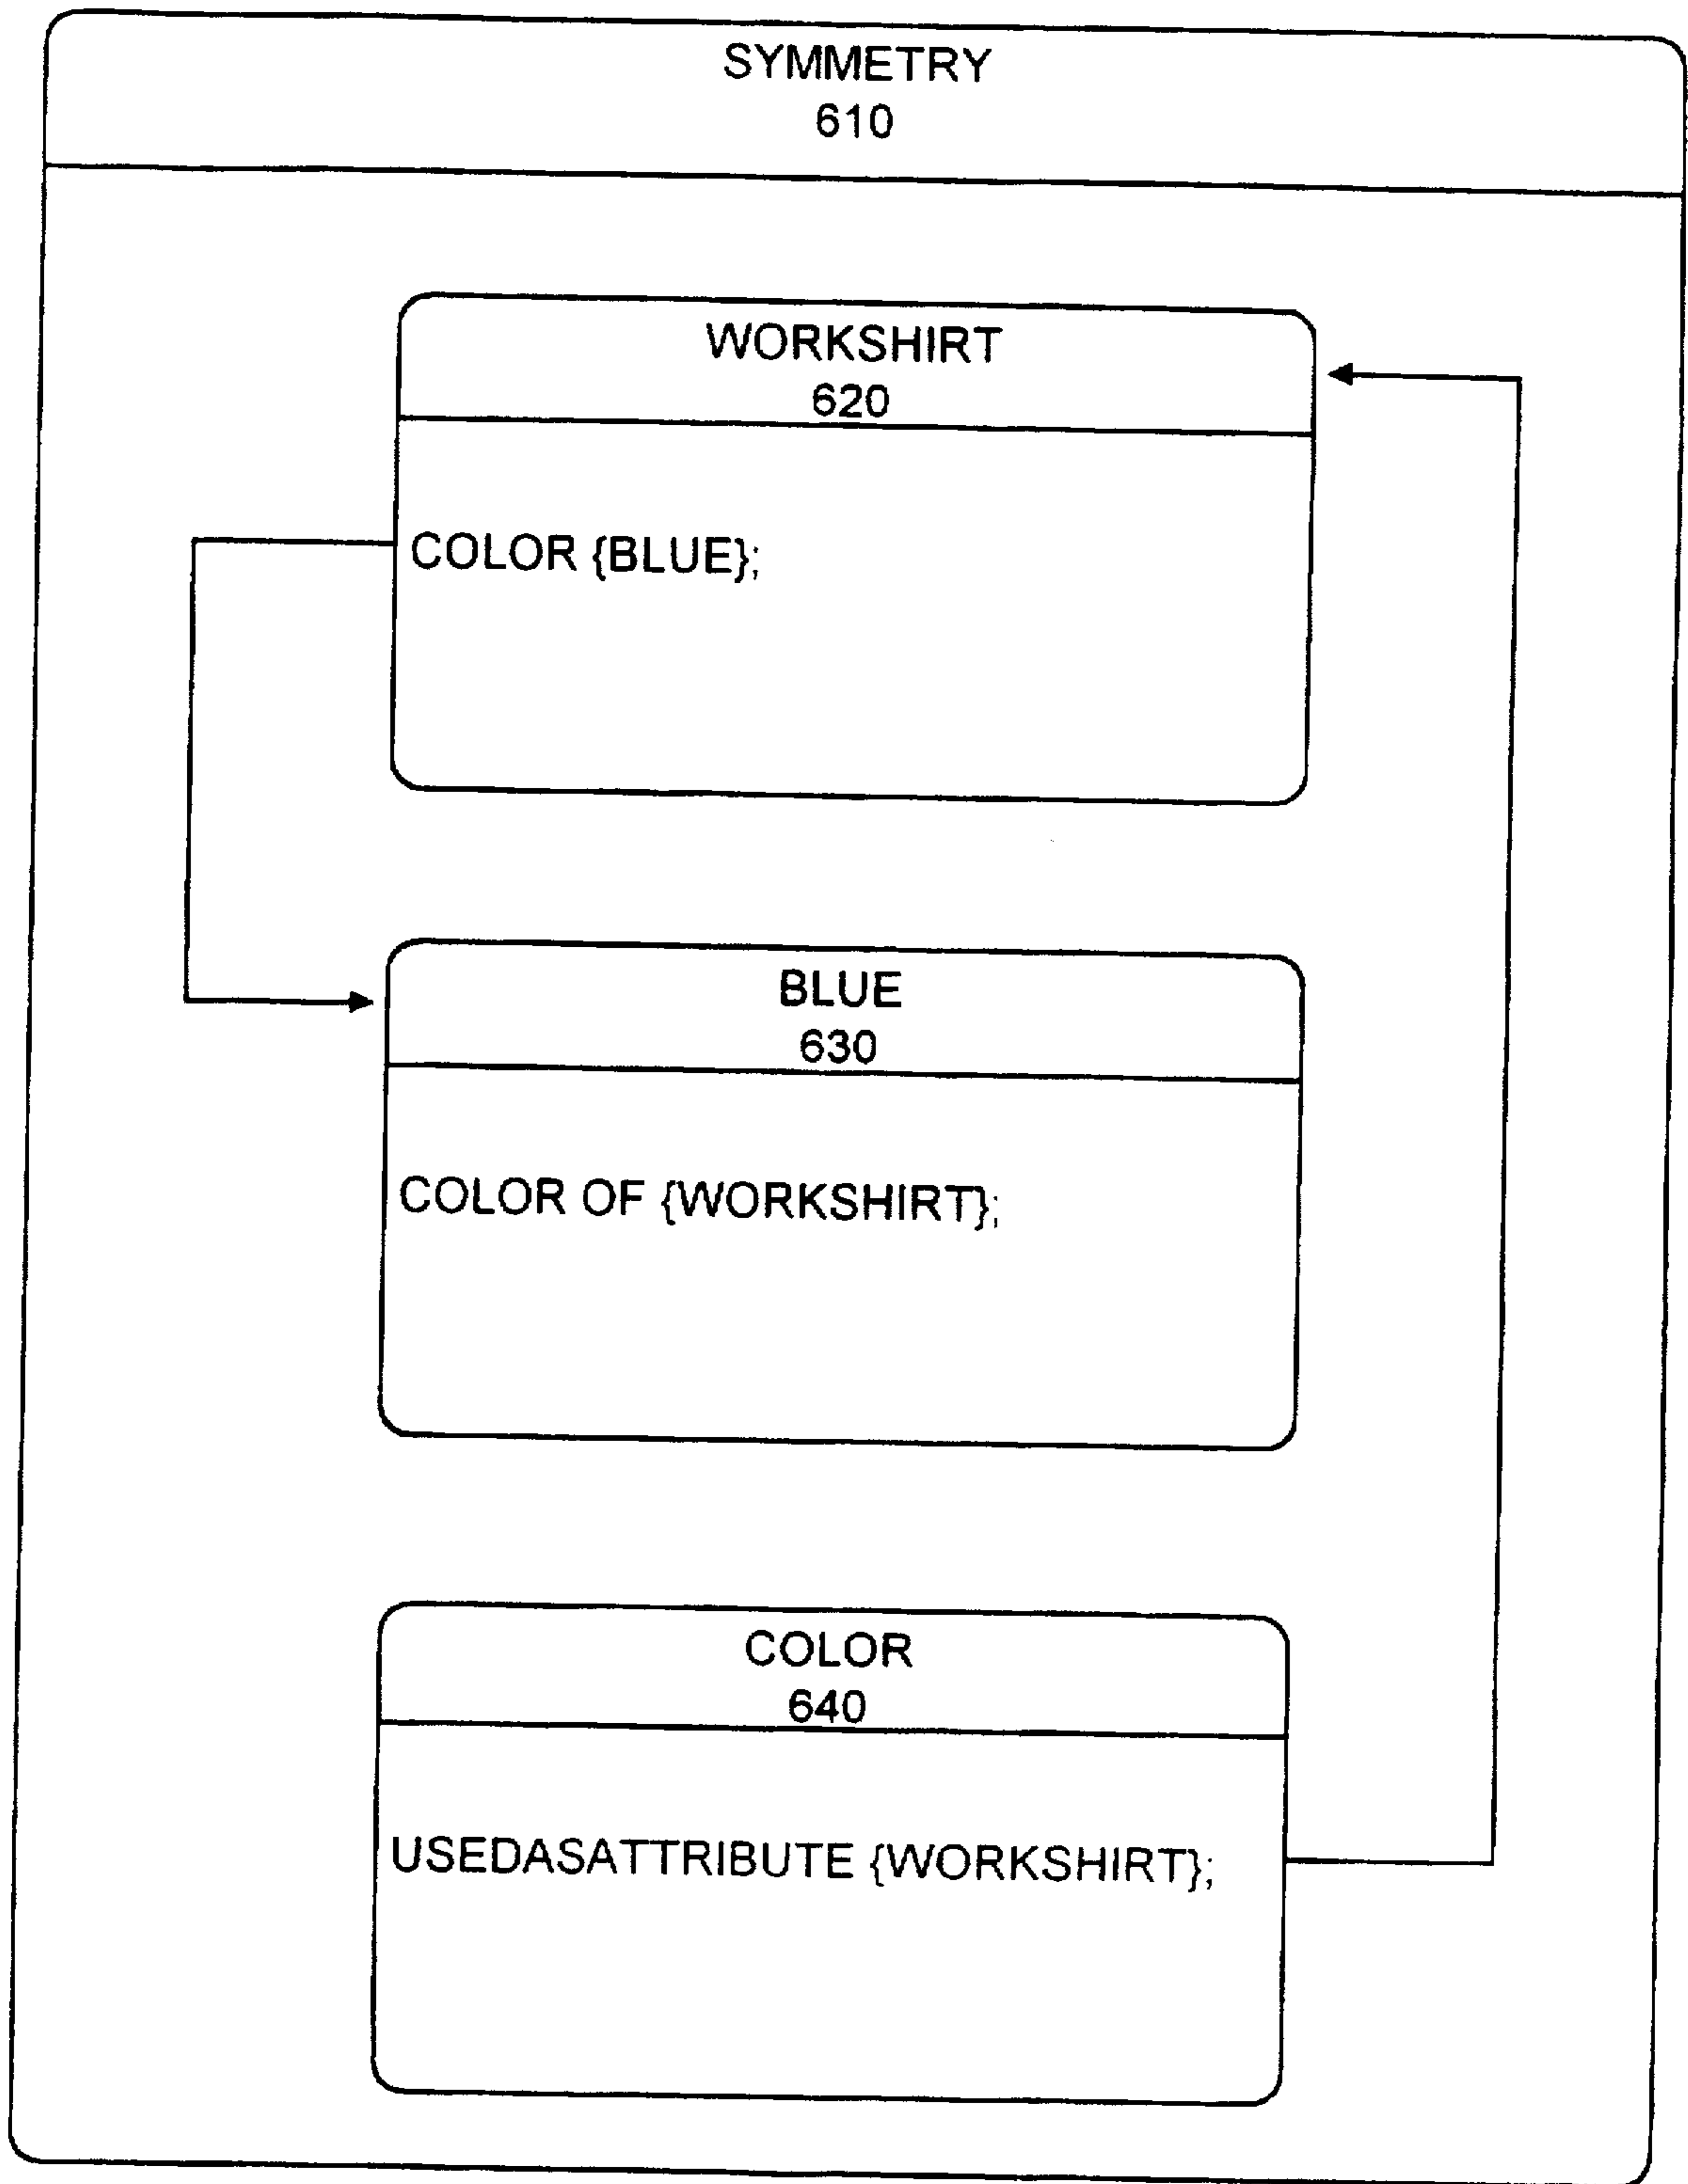 SYMMETRY
610
WORKSHIRT
620
COLOR {BLUE};
BLUE
630
COLOR OF {WORKSHIRT};
COLOR
640
USEDASATTRIBUTE {WORKSHIRT};